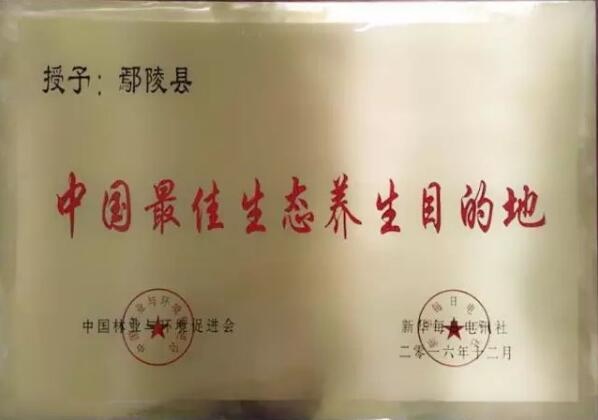 授予：鄢陵县
中国最佳生态养生目的地
中国林业与环境促进会
新华每日电讯社
二零一六年十二月